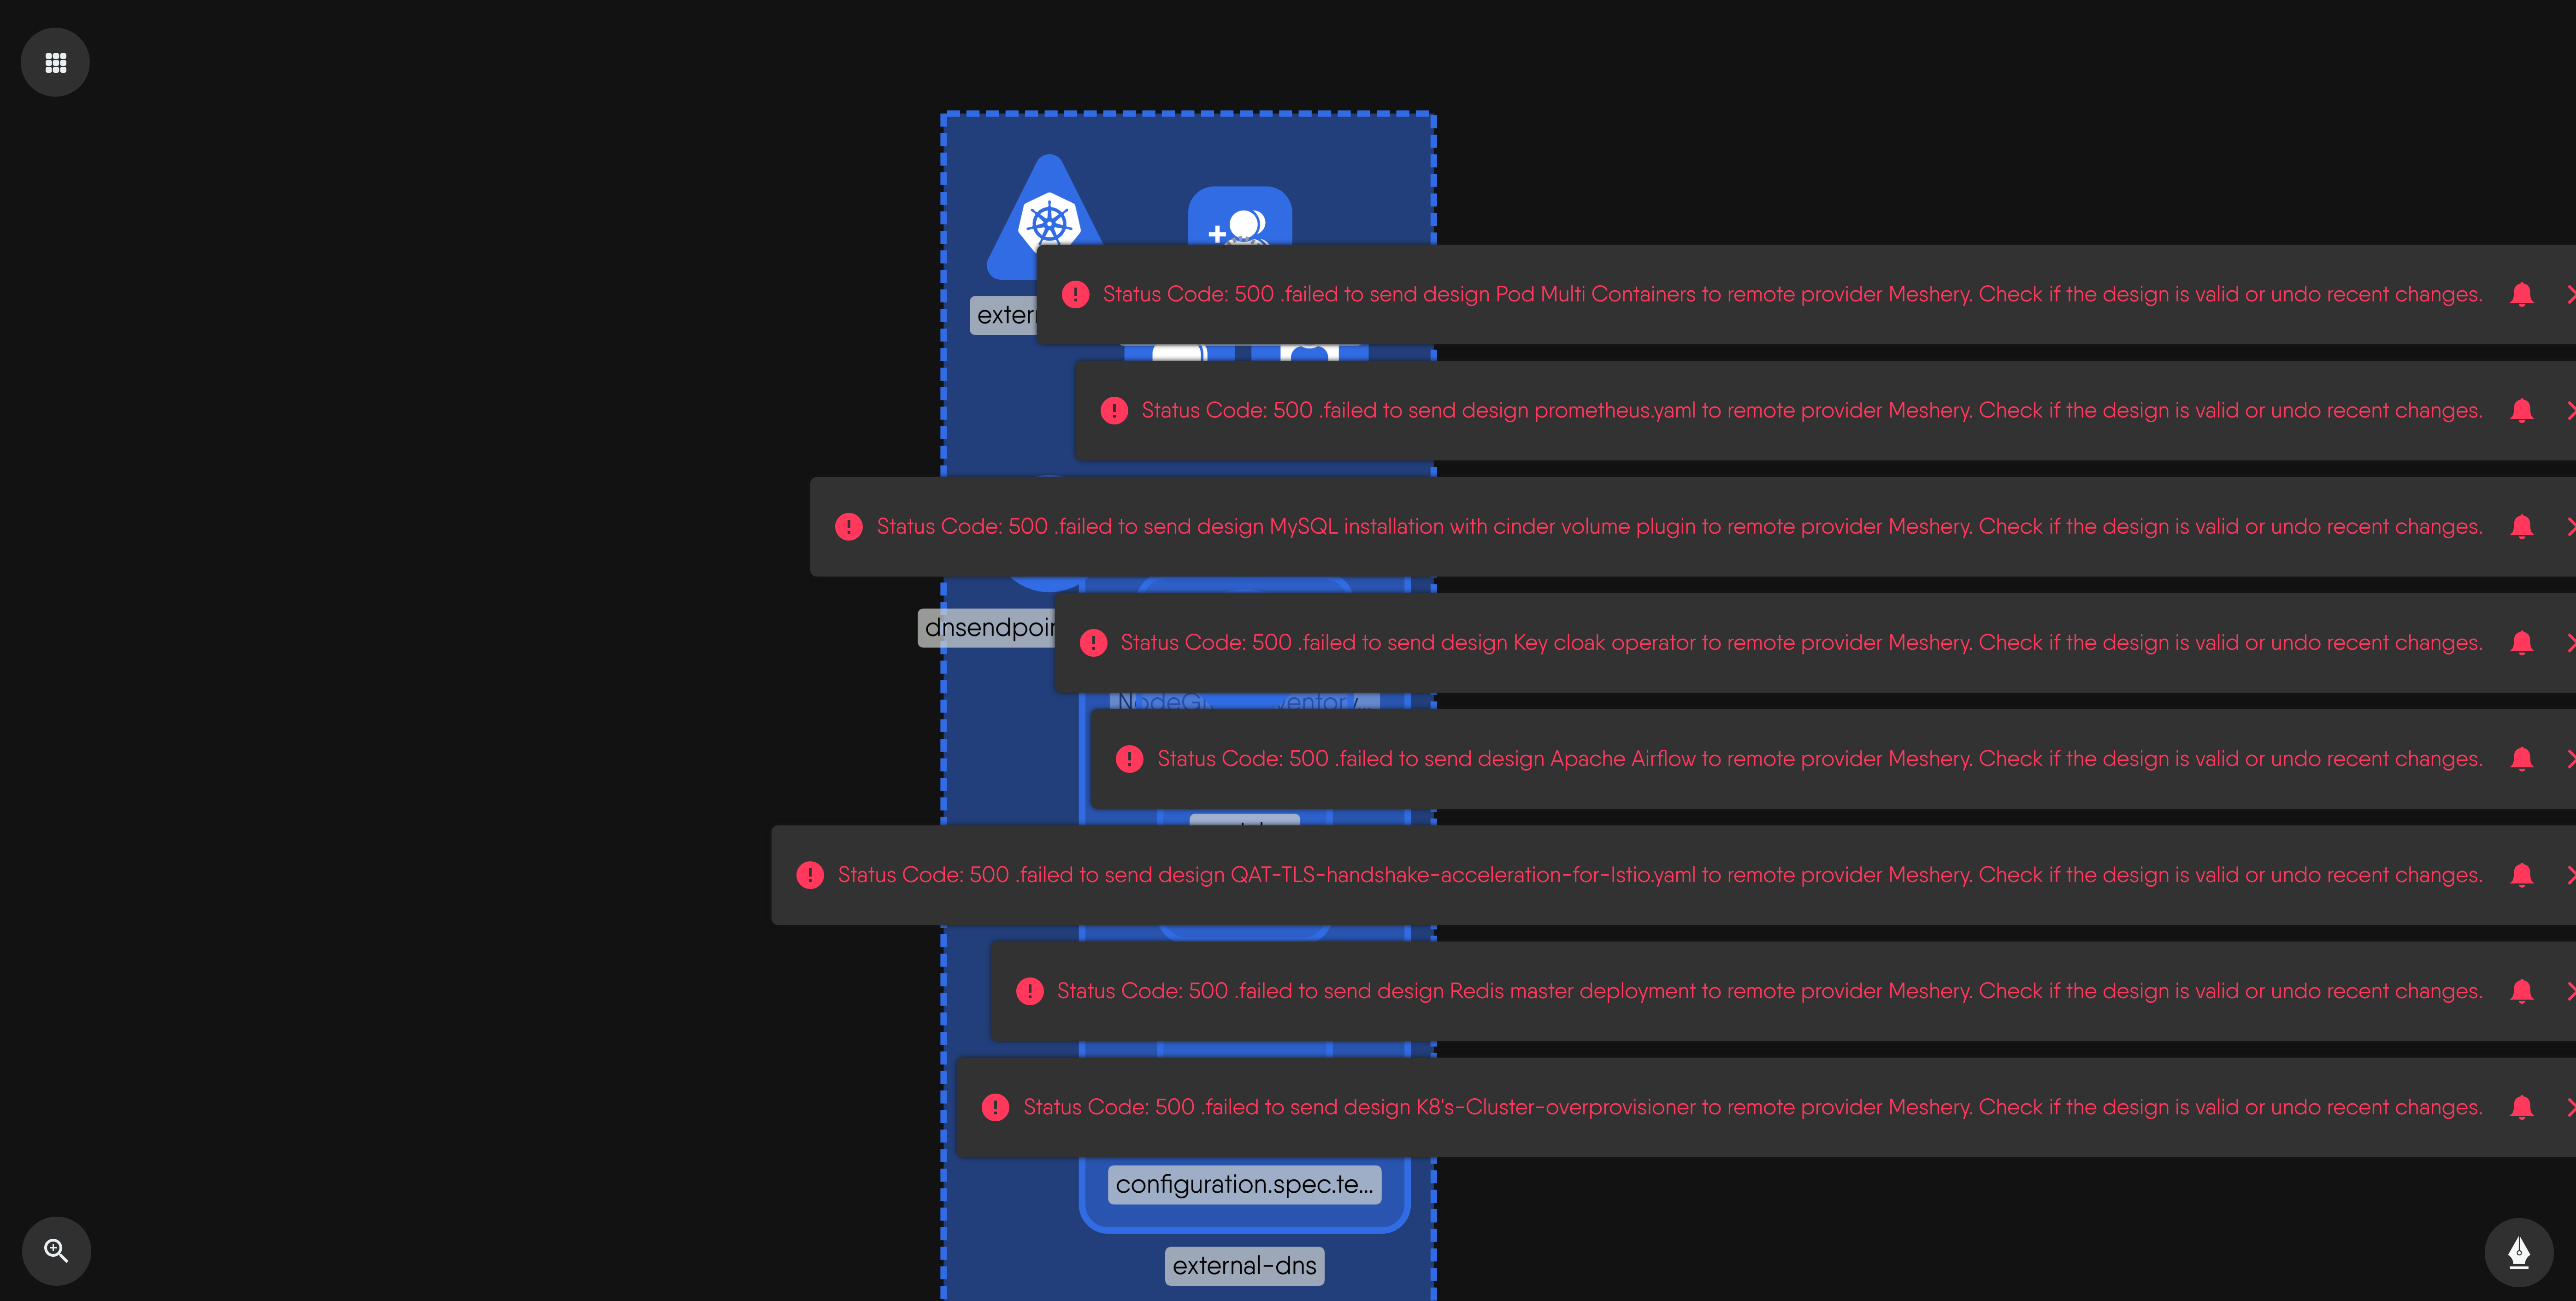 Status Code: 500 .failed to send design Pod Multi Containers to remote provider Meshery. Check if the design is valid or undo recent changes.
Status Code: 500 .failed to send design prometheus.yaml to remote provider Meshery. Check if the design is valid or undo recent changes.
Status Code: 500 .failed to send design MySQL installation with cinder volume plugin to remote provider Meshery. Check if the design is valid or undo recent changes.
Status Code: 500 .failed to send design Key cloak operator to remote provider Meshery. Check if the design is valid or undo recent changes.
Status Code: 500 .failed to send design Apache Airflow to remote provider Meshery. Check if the design is valid or undo recent changes.
Status Code: 500 .failed to send design QAT-TLS-handshake-acceleration-for-Istio.yaml to remote provider Meshery. Check if the design is valid or undo recent changes.
Status Code: 500 .failed to send design Redis master deployment to remote provider Meshery. Check if the design is valid or undo recent changes.
Status Code: 500 .failed to send design K8's-Cluster-overprovisioner to remote provider Meshery. Check if the design is valid or undo recent changes.
configuration.spec.te...
external-dns